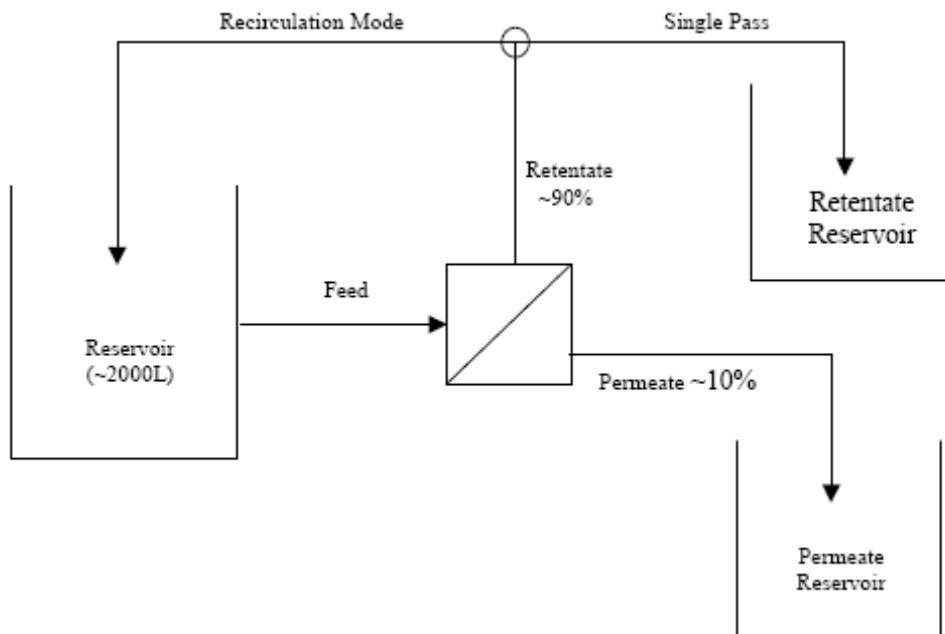 Recirculation Mode
Single Pass
Retentate
~90%
Retentate
Reservoir
Feed
Reservoir
(~2000L)
Permeate ~10%
Permeate
Reservoir